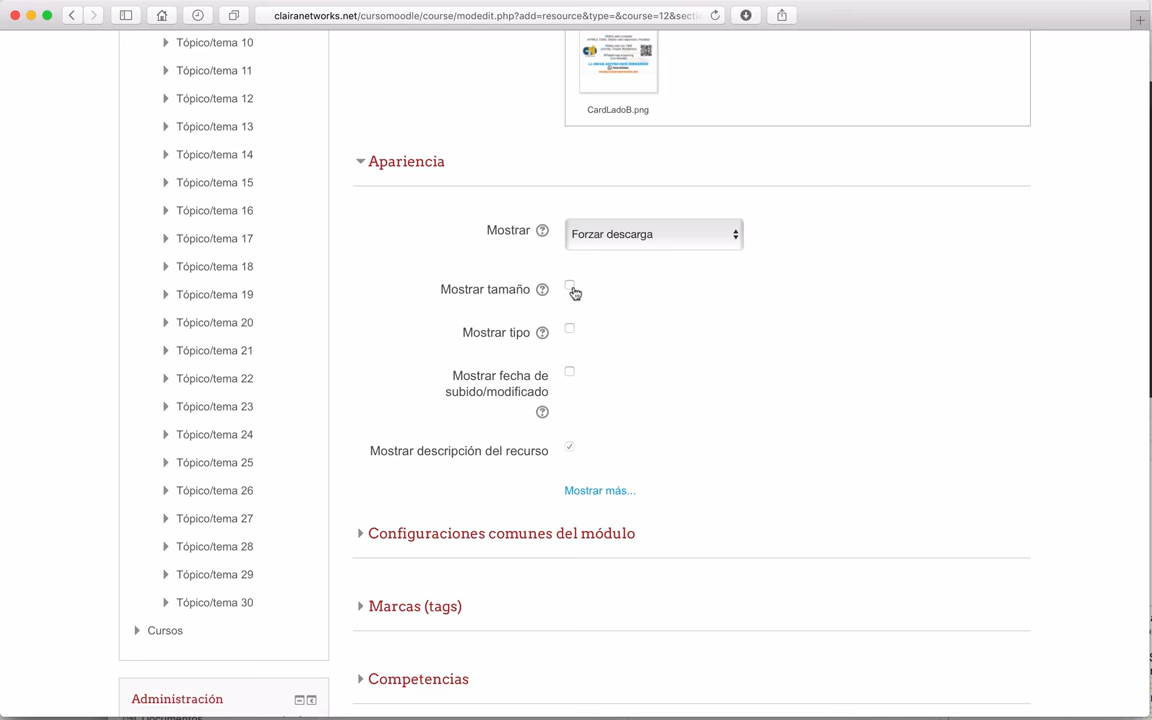 clairanetworks.net/cursomoodle/course/modedit.php?add=resource&type=&course=12&secti
Tópico/tema 10
Tópico/tema 11
Tópico/tema 12
Tópico/tema 13
Tópico/tema 14
Tópico/tema 15
Tópico/tema 16
Tópico/tema 17
Tópico/tema 18
Tópico/tema 19
Tópico/tema 20
Tópico/tema 21
Tópico/tema 22
Tópico/tema 23
Tópico/tema 24
Tópico/tema 25
Tópico/tema 26
Tópico/tema 27
Tópico/tema 28
Tópico/tema 29
Tópico/tema 30
Cursos
Administración
CardLadoB.png
Apariencia
Mostrar
Forzar descarga
Mostrar tamaño
Mostrar tipo
Mostrar fecha de
subido/modificado
Mostrar descripción del recurso
Mostrar más...
Configuraciones comunes del módulo
Marcas (tags)
Competencias